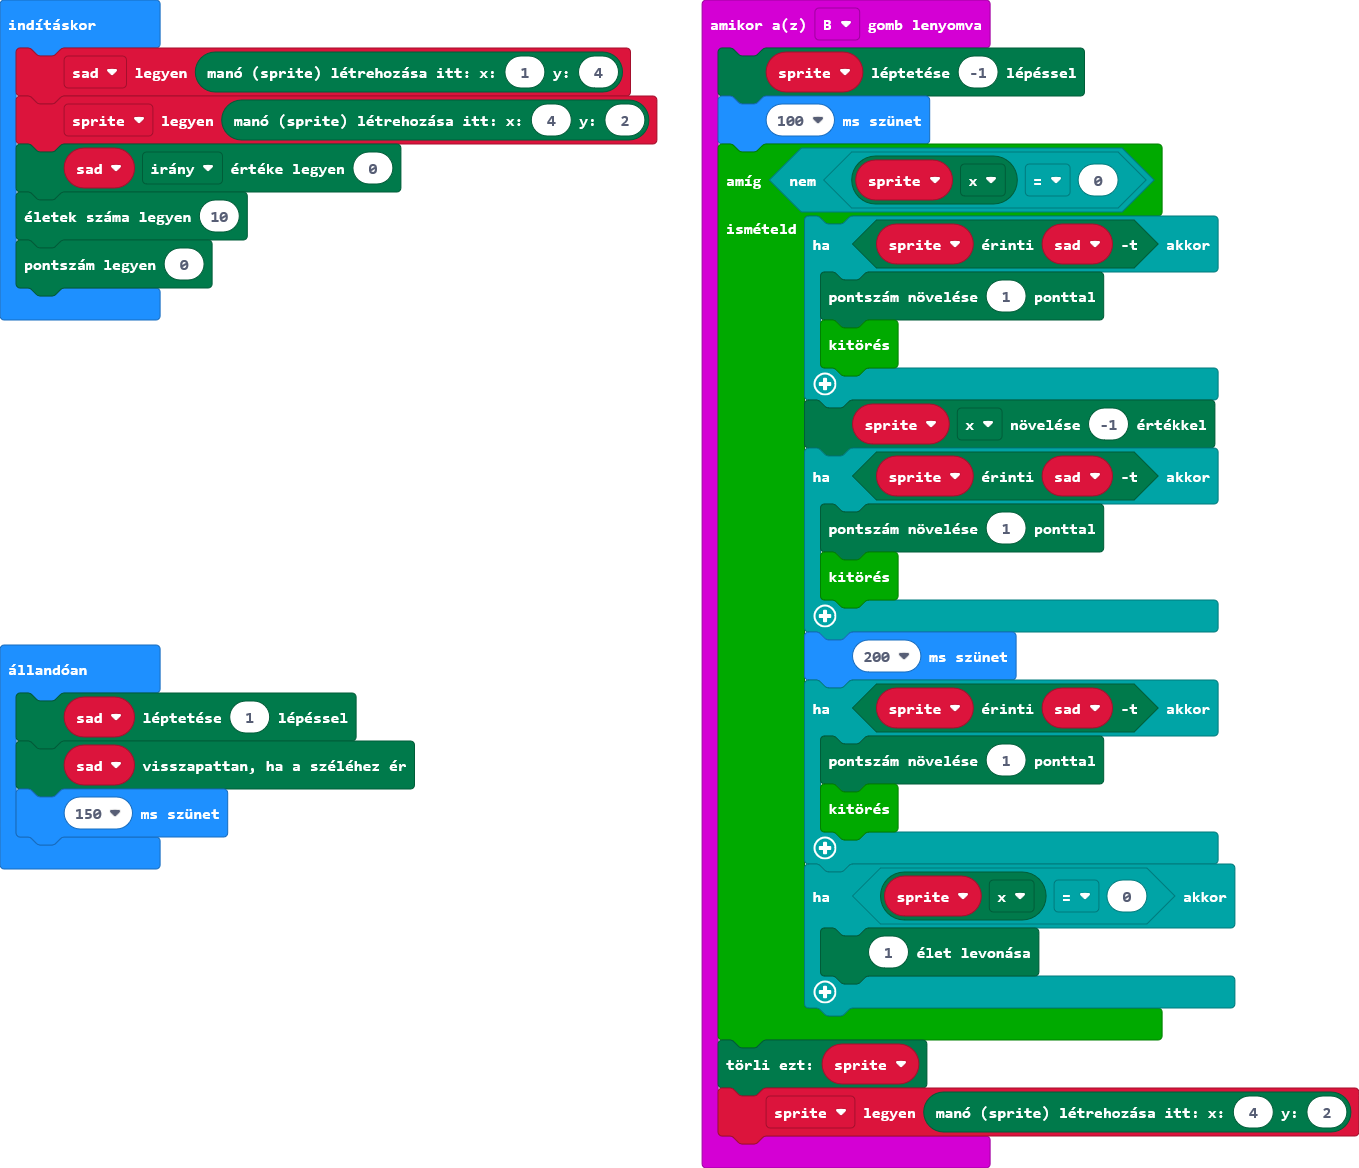 indításkor
sad legyen manó (sprite) létrehozása itt: x: 1 y: 4
sprite legyen manó (sprite) létrehozása itt: x: 4 y: 2
sad irány értéke legyen 0
életek száma legyen 10
pontszám legyen 0
állandóan
sad léptetése 1 lépéssel
sad visszapattan, ha a széléhez ér
150 ms szünet
amikor a(z) B gomb lenyomva
sprite léptetése -1 lépéssel
100 ms szünet
amíg nem sprite x = 0
ismételd
ha sprite érinti sad -t akkor
pontszám növelése 1 ponttal
kitörés
sprite x növelése -1 értékkel
ha sprite érinti sad -t akkor
pontszám növelése 1 ponttal
kitörés
200 ms szünet
ha sprite érinti sad -t akkor
pontszám növelése 1 ponttal
kitörés
ha sprite x = 0 akkor
1 élet levonása
törli ezt: sprite
sprite legyen manó (sprite) létrehozása itt: x: 4 y: 2